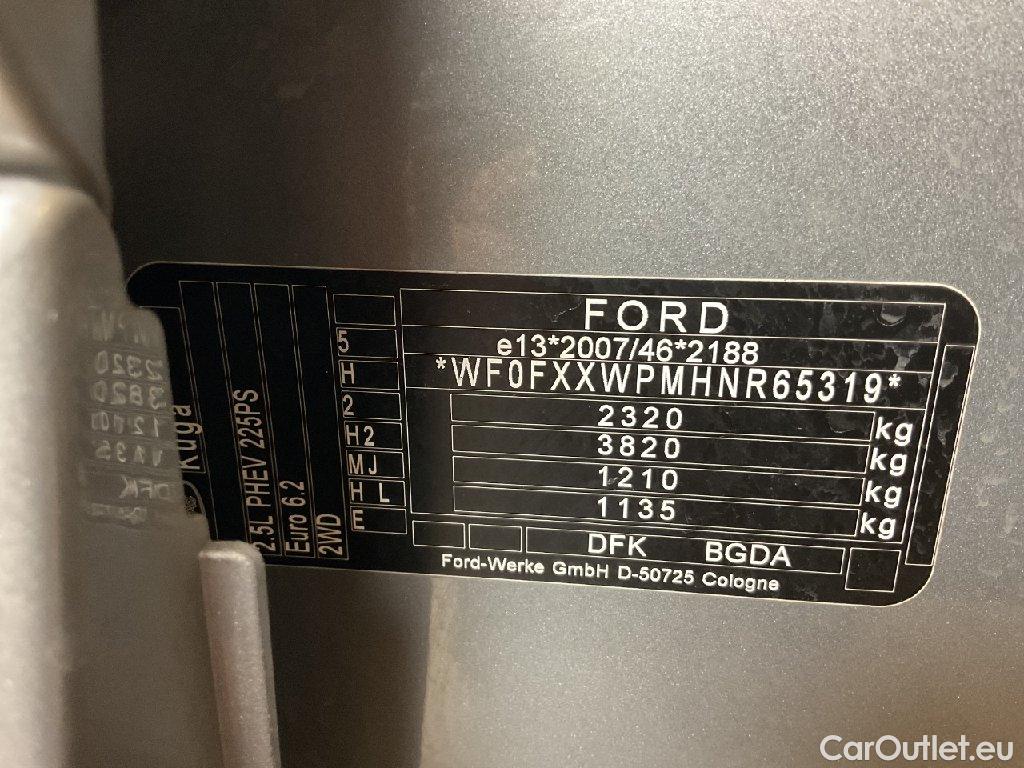 FORD
e13*2007/46*2188
*WF0FXXWPMHNR65319*
2320 kg
3820 kg
1210 kg
1135 kg
DFK BGDA
Ford-Werke GmbH D-50725 Cologne
5
H
2
H2
MJ
H L
E
Kuga
2.5L PHEV 225PS
Euro 6.2
2WD
CarOutlet.eu